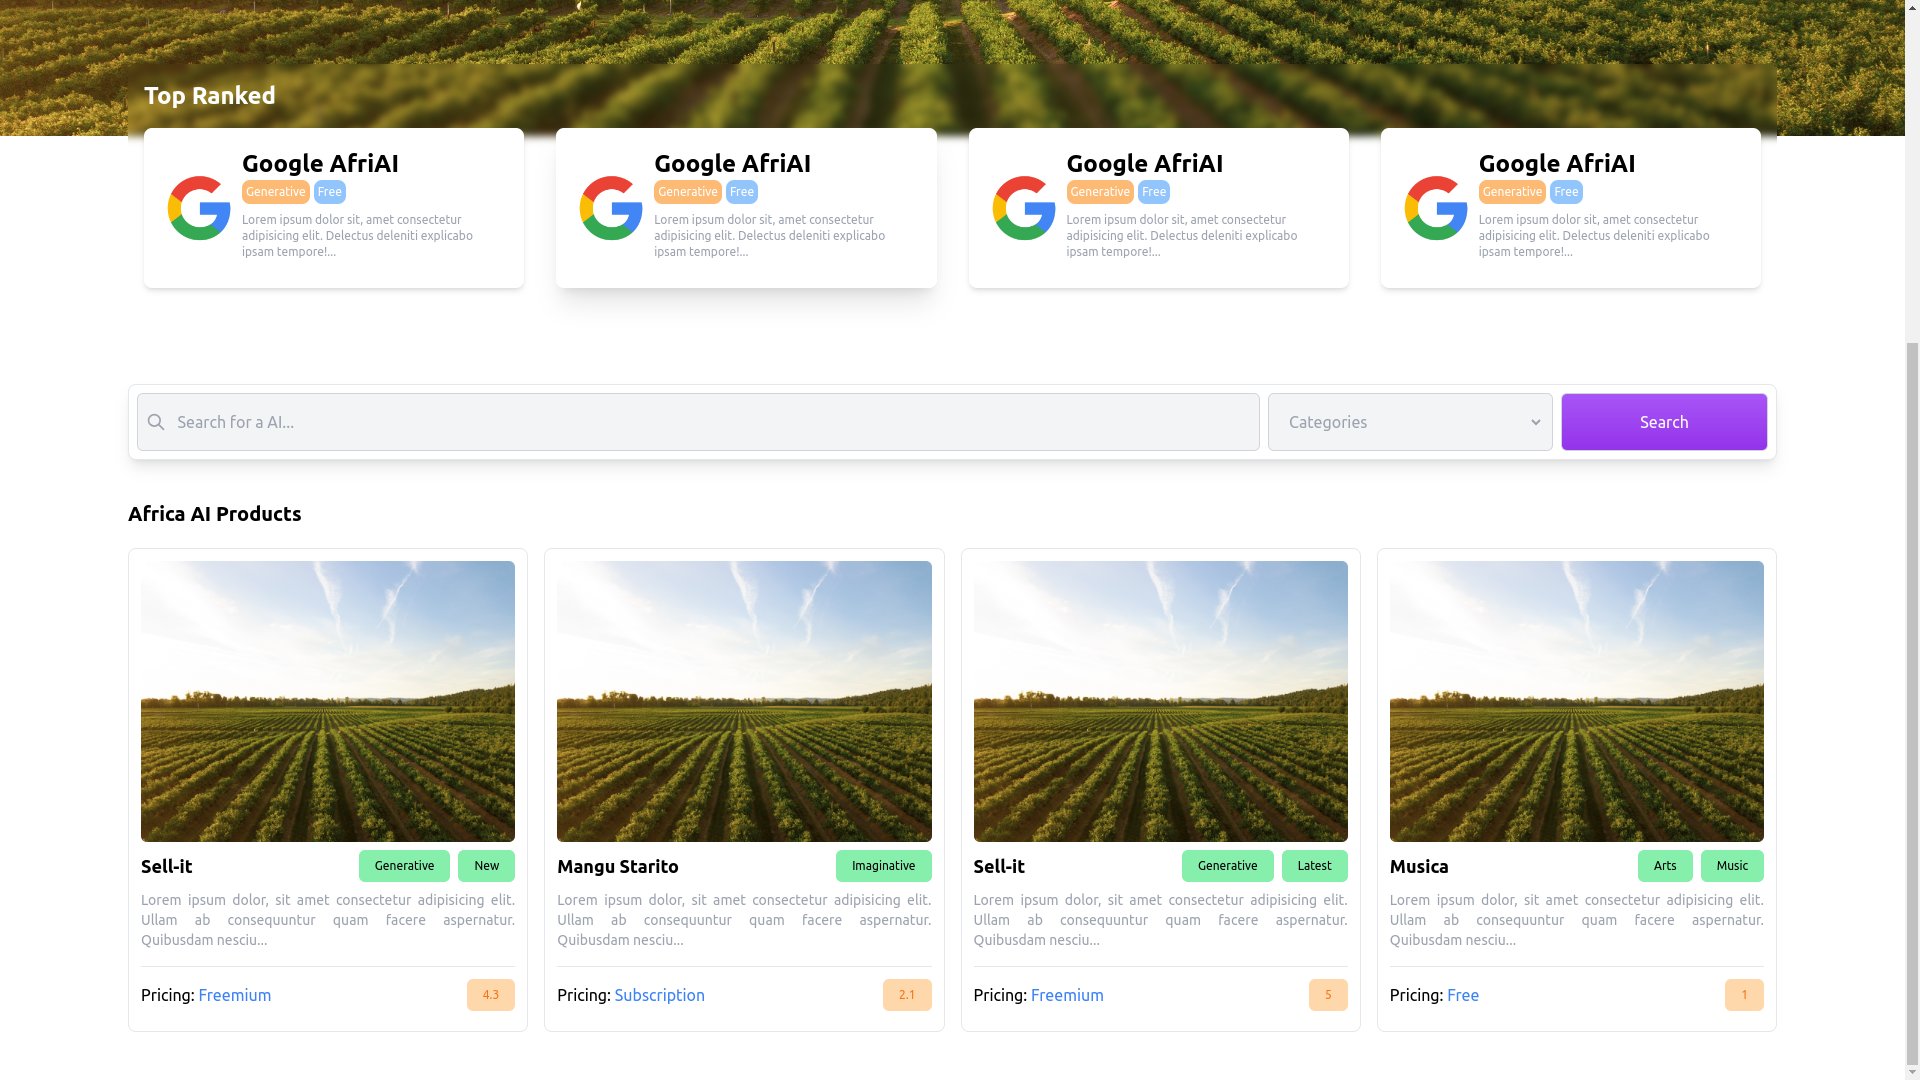 Top Ranked
Google AfriAI
Generative Free
Lorem ipsum dolor sit, amet consectetur
adipisicing elit. Delectus deleniti explicabo
ipsam tempore!...
Google AfriAI
Generative Free
Lorem ipsum dolor sit, amet consectetur
adipisicing elit. Delectus deleniti explicabo
ipsam tempore!...
Google AfriAI
Generative Free
Lorem ipsum dolor sit, amet consectetur
adipisicing elit. Delectus deleniti explicabo
ipsam tempore!...
Google AfriAI
Generative Free
Lorem ipsum dolor sit, amet consectetur
adipisicing elit. Delectus deleniti explicabo
ipsam tempore!...
Search for a AI... Categories Search
Africa AI Products
Sell-it Generative New
Lorem ipsum dolor, sit amet consectetur adipisicing elit.
Ullam ab consequuntur quam facere aspernatur.
Quibusdam nesciu...
Pricing: Freemium 4.3
Mangu Starito Imaginative
Lorem ipsum dolor, sit amet consectetur adipisicing elit.
Ullam ab consequuntur quam facere aspernatur.
Quibusdam nesciu...
Pricing: Subscription 2.1
Sell-it Generative Latest
Lorem ipsum dolor, sit amet consectetur adipisicing elit.
Ullam ab consequuntur quam facere aspernatur.
Quibusdam nesciu...
Pricing: Freemium 5
Musica Arts Music
Lorem ipsum dolor, sit amet consectetur adipisicing elit.
Ullam ab consequuntur quam facere aspernatur.
Quibusdam nesciu...
Pricing: Free 1